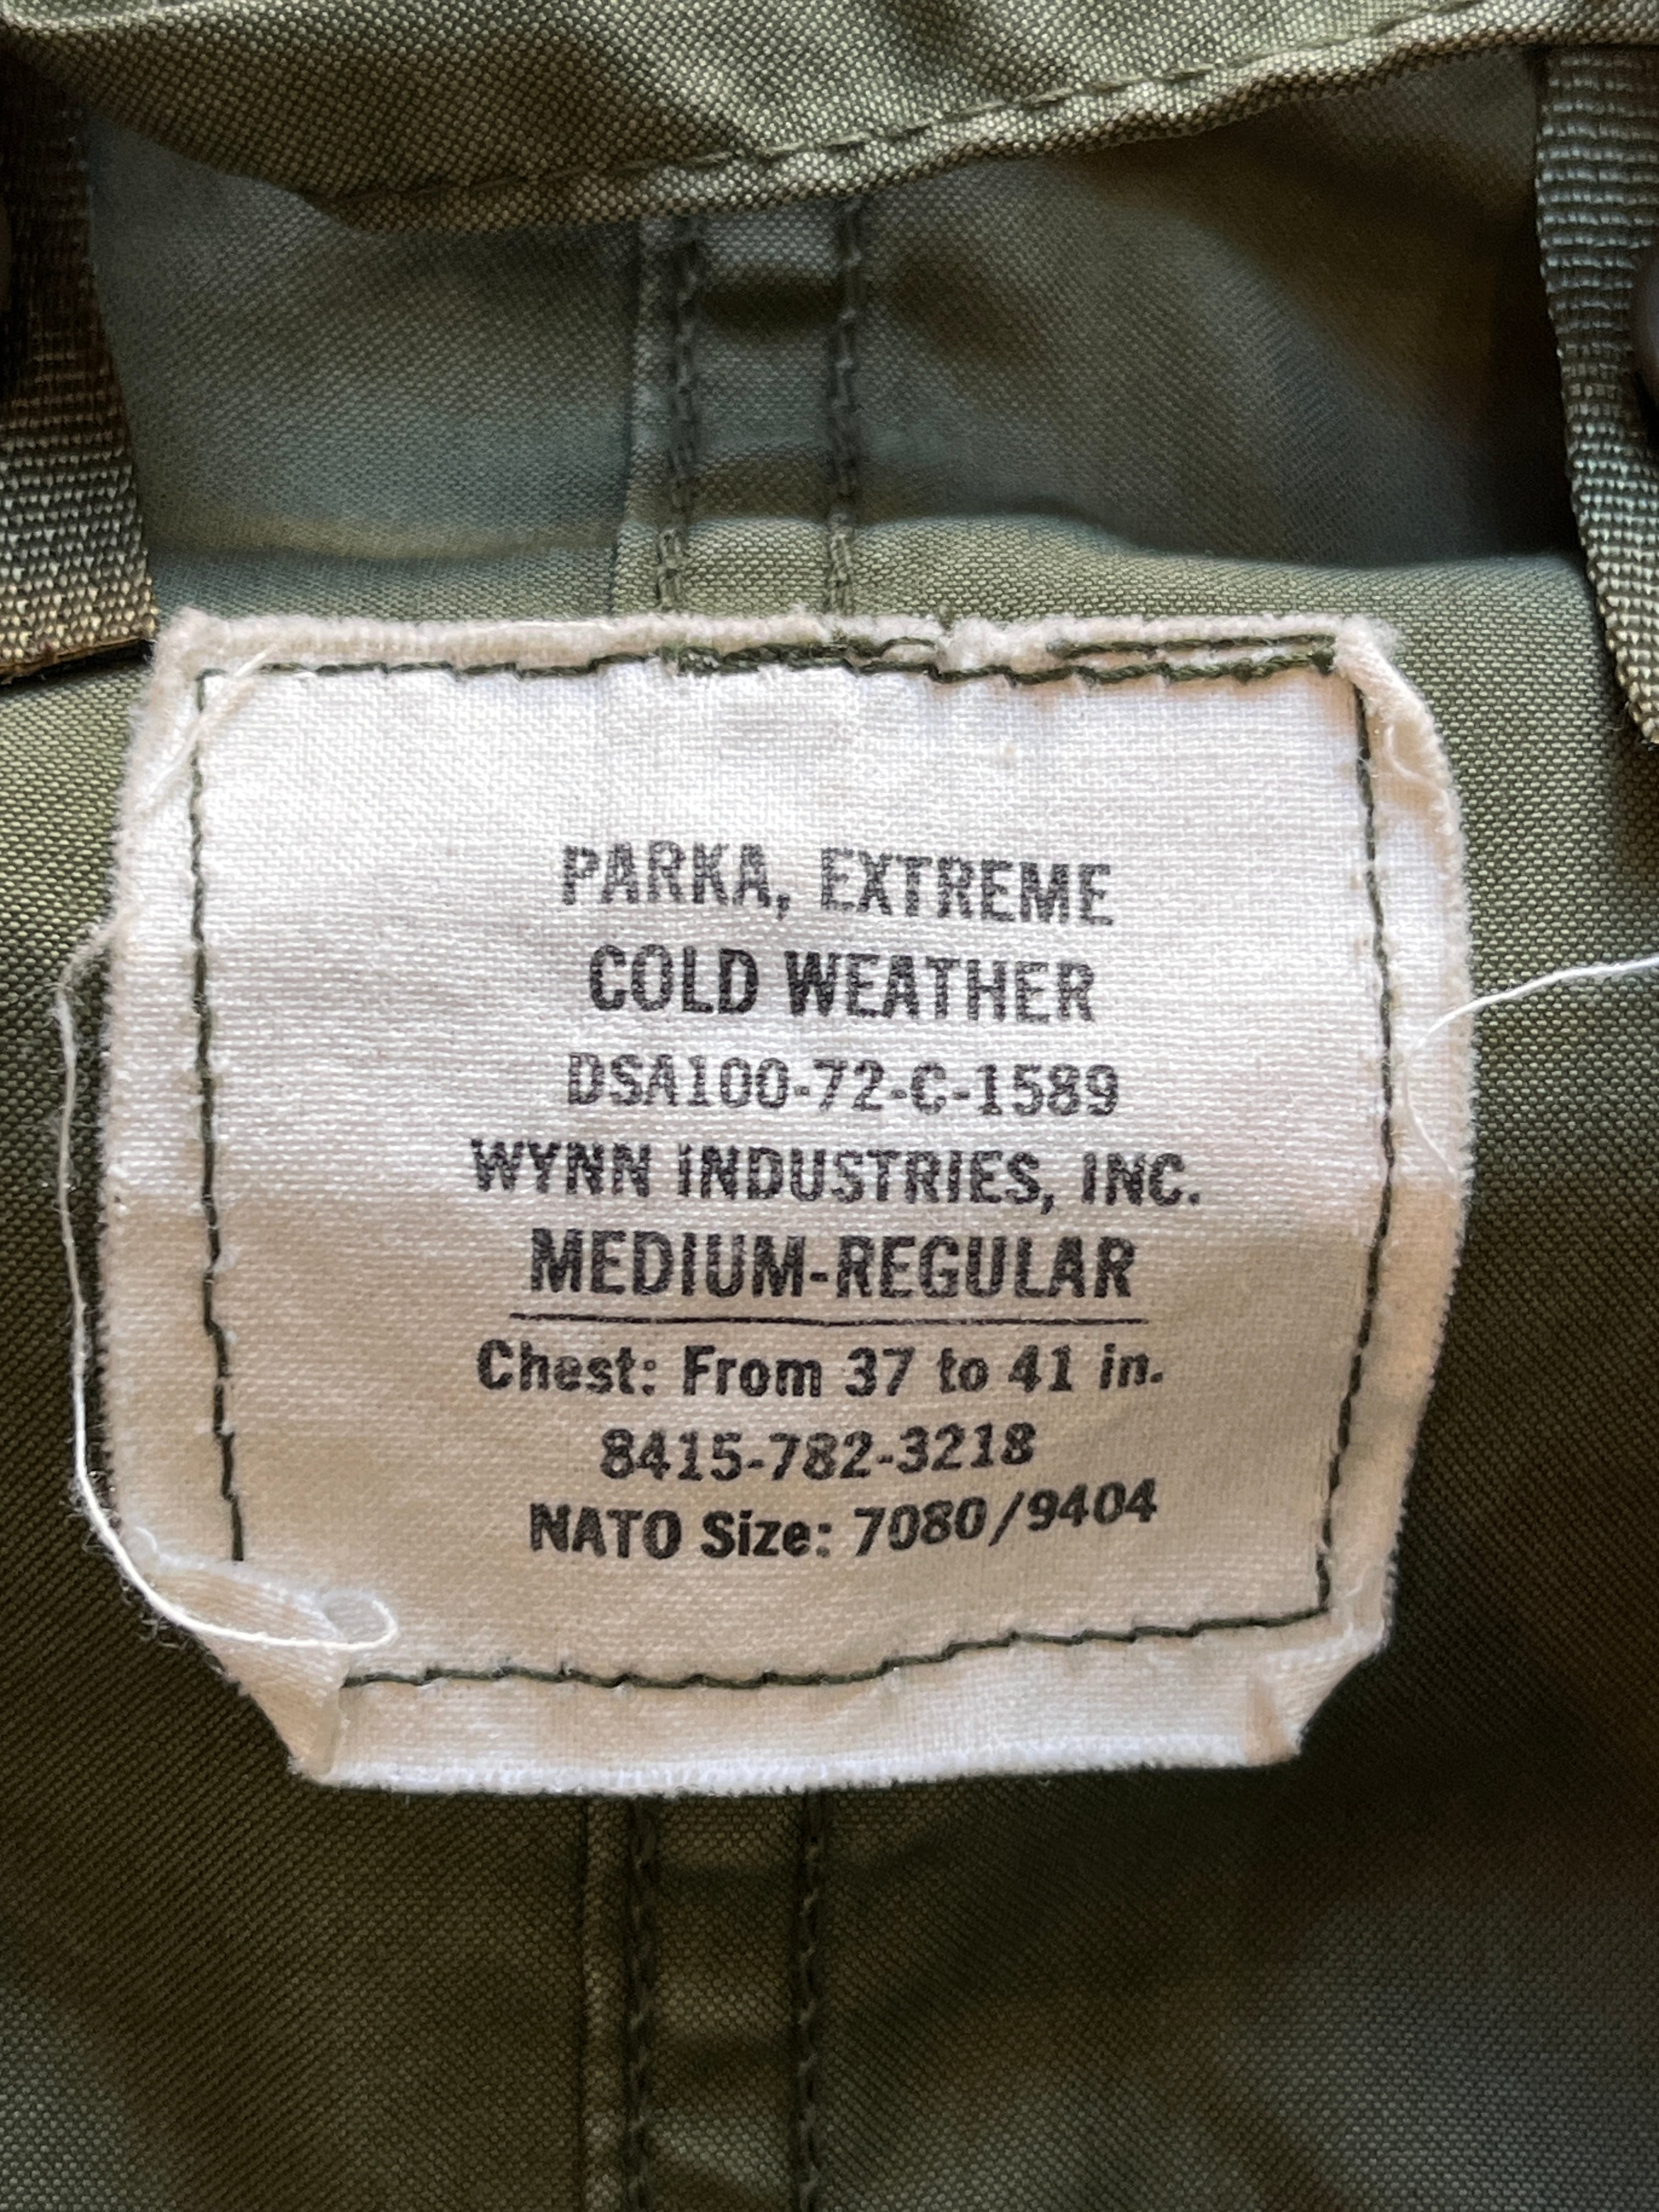 PARKA, EXTREME
COLD WEATHER
DSA100-72-C-1589
WYNN INDUSTRIES, INC.
MEDIUM-REGULAR
Chest: From 37 to 41 in.
8415-782-3218
NATO Size: 7080/9404